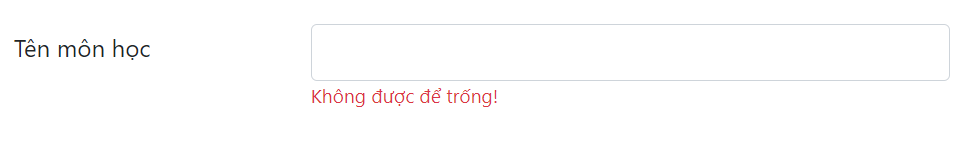 Tên môn học
Không được để trống!